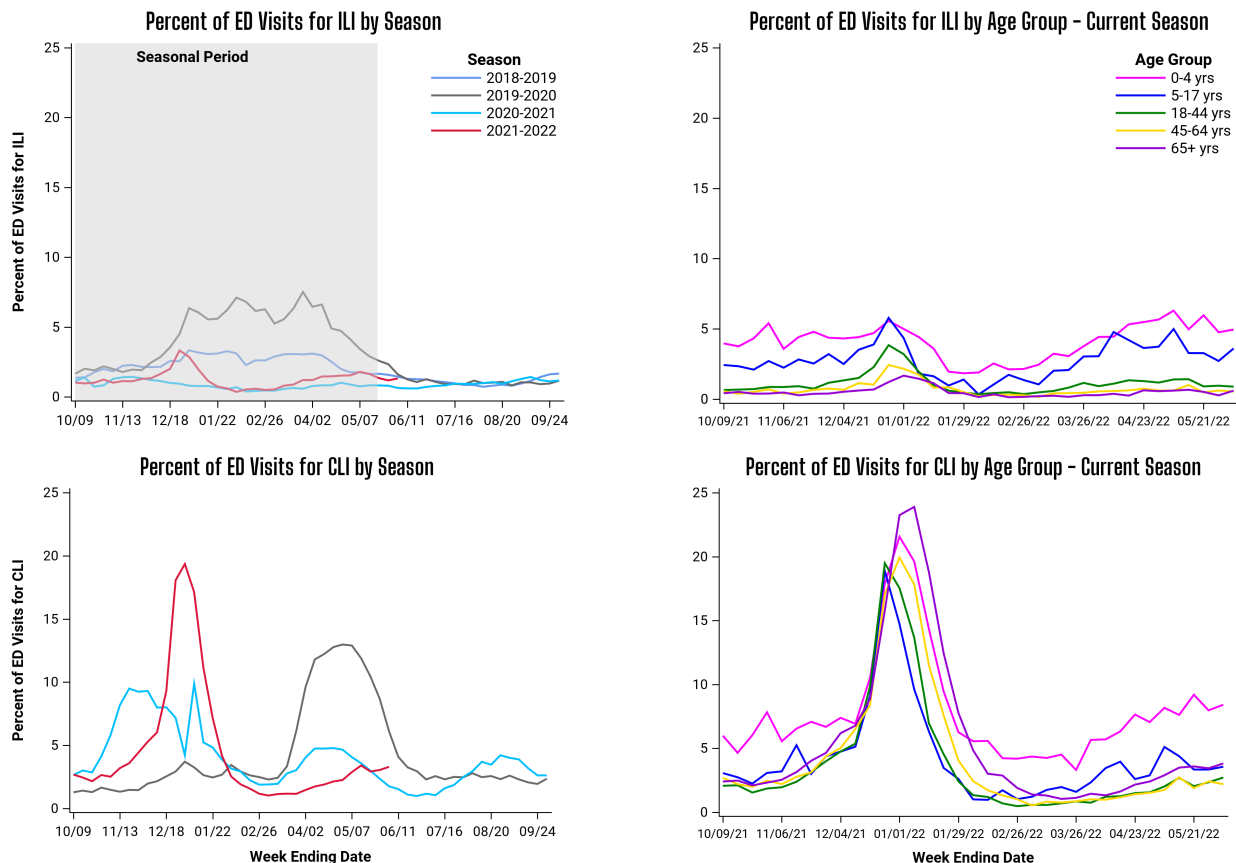 Percent of ED Visits for ILI by Season
Percent of ED Visits for ILI
25
20
15
10
5
0
Seasonal Period
Season
2018-2019
2019-2020
2020-2021
2021-2022
10/09 11/13 12/18 01/22 02/26 04/02 05/07 06/11 07/16 08/20 09/24
Percent of ED Visits for ILI by Age Group - Current Season
25
20
15
10
5
0
Age Group
0-4 yrs
5-17 yrs
18-44 yrs
45-64 yrs
65+ yrs
10/09/21 11/06/21 12/04/21 01/01/22 01/29/22 02/26/22 03/26/22 04/23/22 05/21/22
Percent of ED Visits for CLI by Season
Percent of ED Visits for CLI
25
20
15
10
5
0
10/09 11/13 12/18 01/22 02/26 04/02 05/07 06/11 07/16 08/20 09/24
Week Ending Date
Percent of ED Visits for CLI by Age Group - Current Season
25
20
15
10
5
0
10/09/21 11/06/21 12/04/21 01/01/22 01/29/22 02/26/22 03/26/22 04/23/22 05/21/22
Week Ending Date